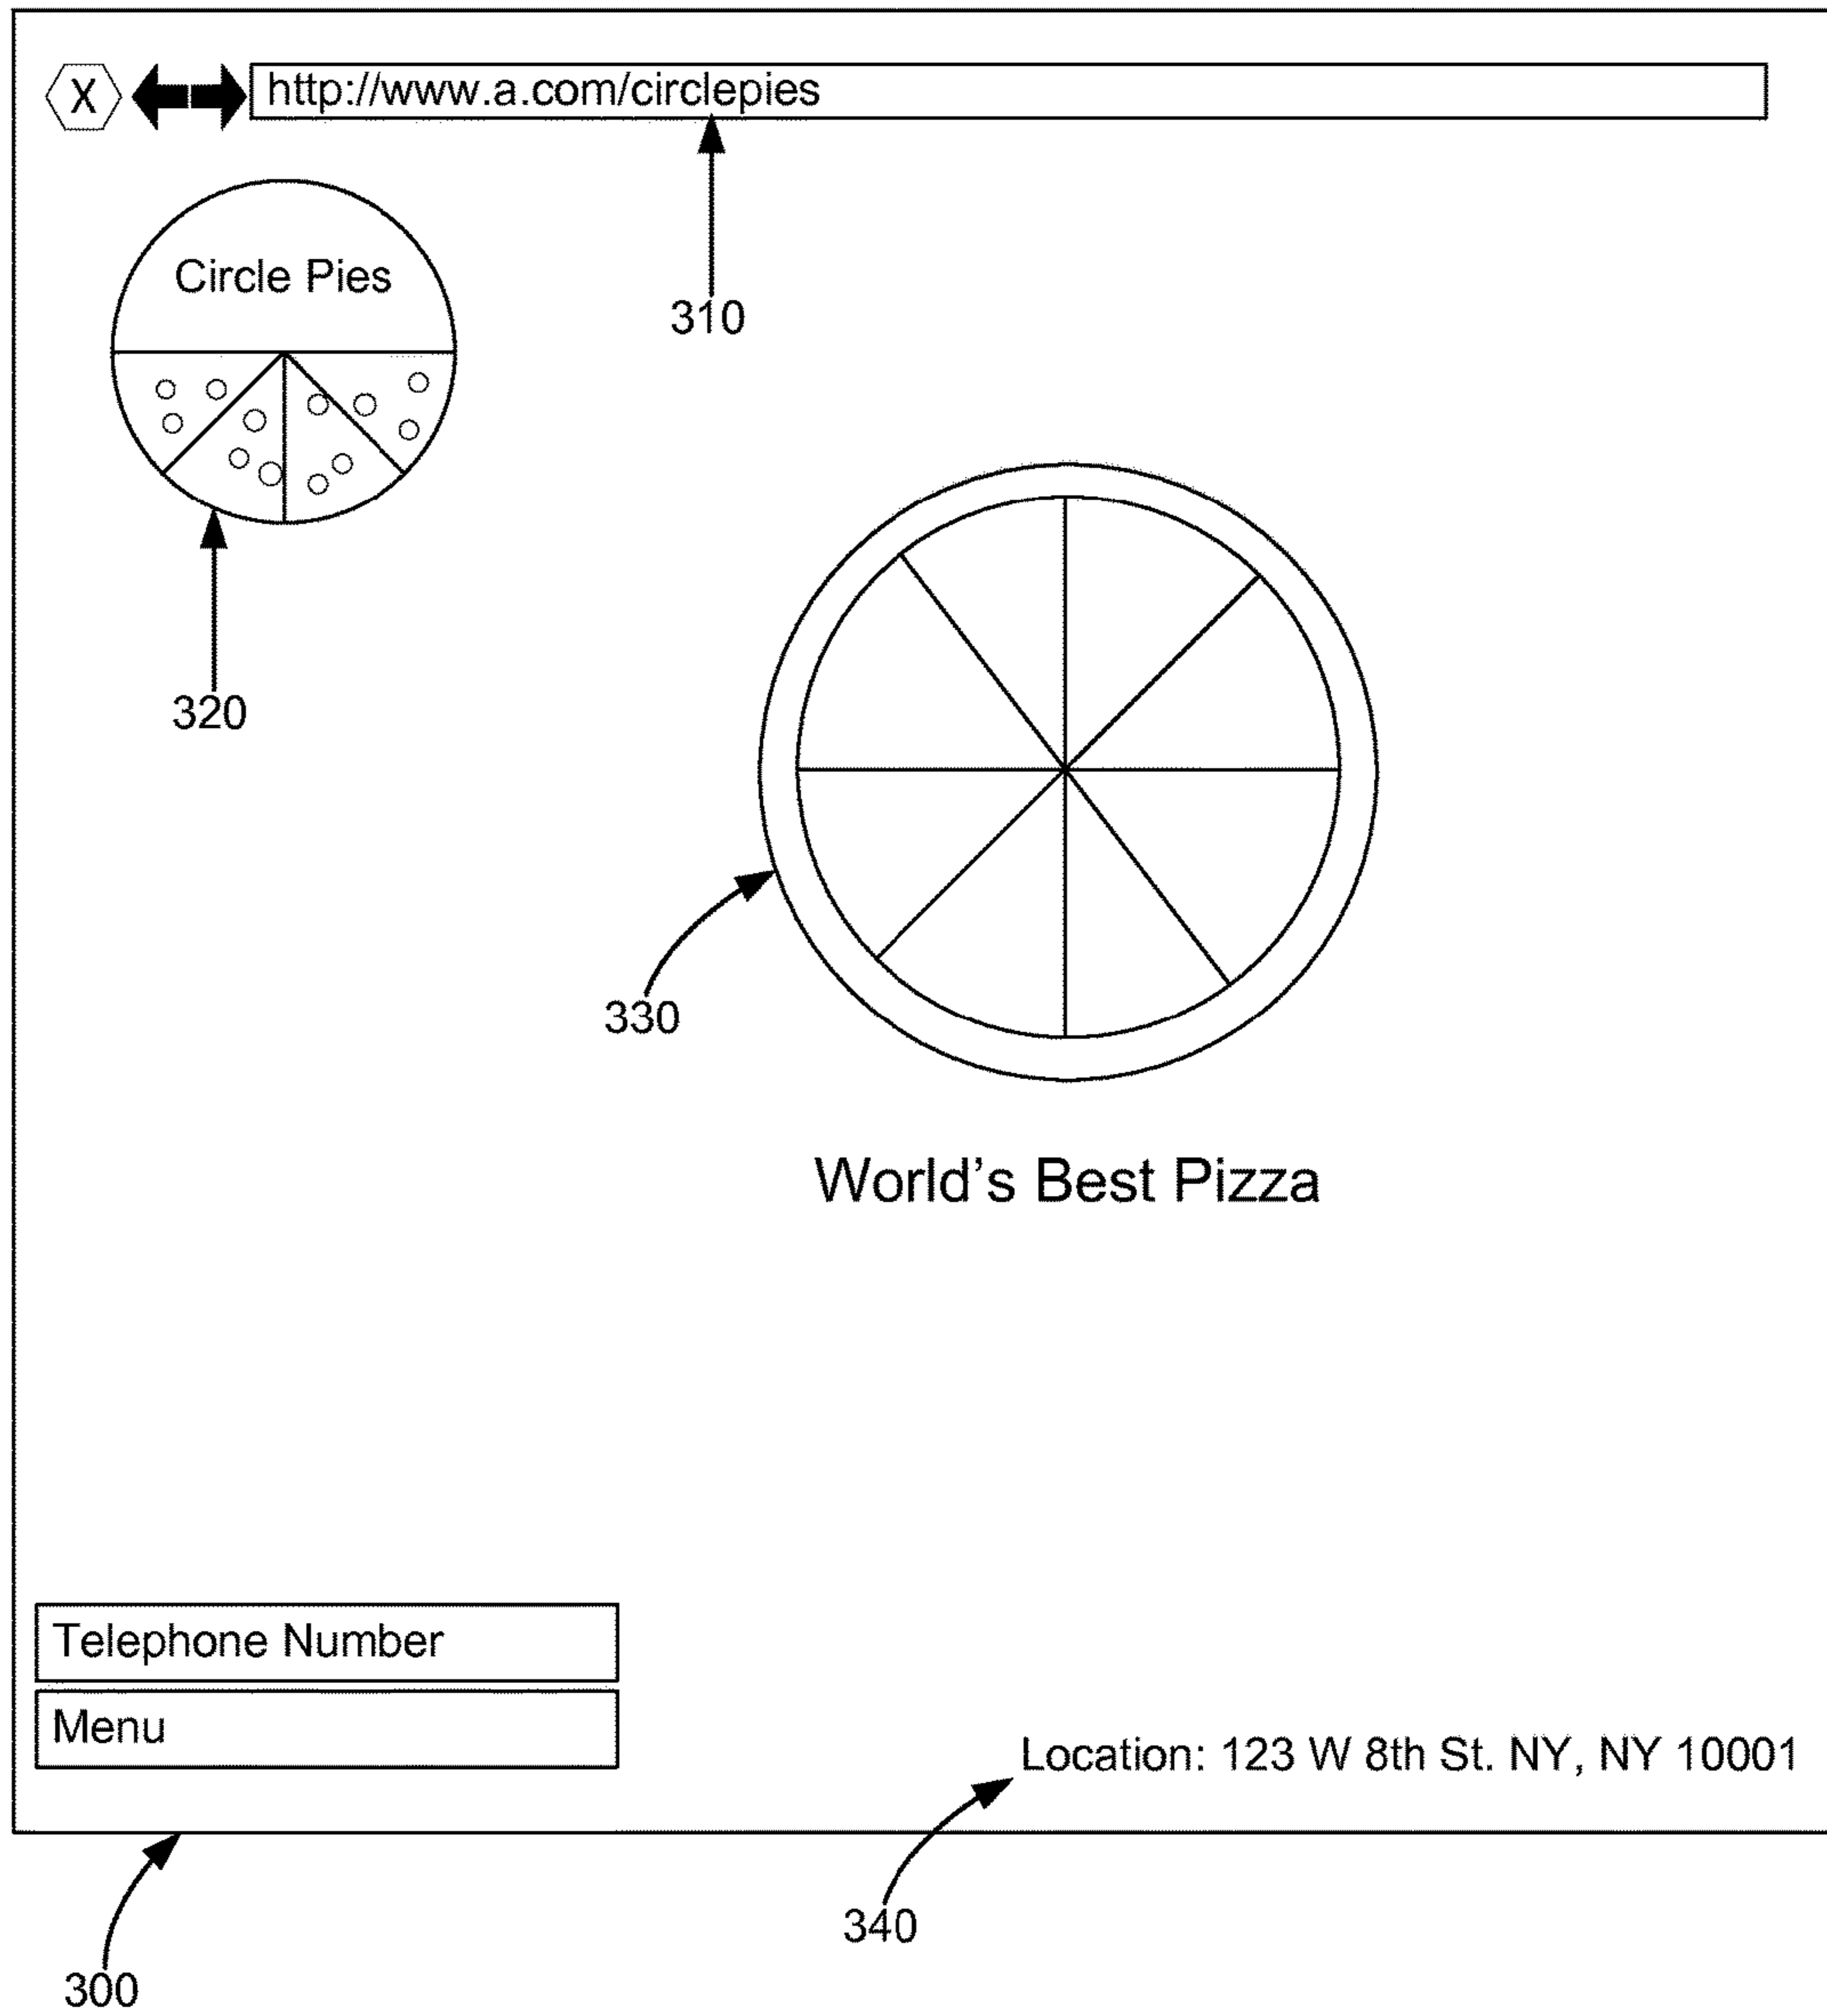 X
http://www.a.com/circlepies
Circle Pies
310
320
330
World's Best Pizza
Telephone Number
Menu
Location: 123 W 8th St. NY, NY 10001
340
300